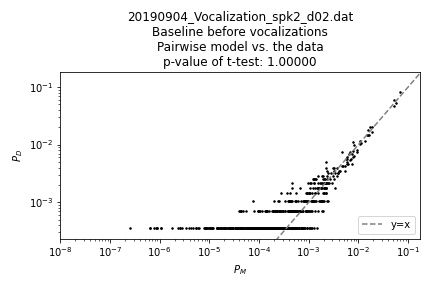 20190904_Vocalization_spk2_d02.dat
Baseline before vocalizations
Pairwise model vs. the data
p-value of t-test: 1.00000
10⁻¹
10⁻²
10⁻³
P_D
y=x
10⁻⁸ 10⁻⁷ 10⁻⁶ 10⁻⁵ 10⁻⁴ 10⁻³ 10⁻² 10⁻¹
P_M